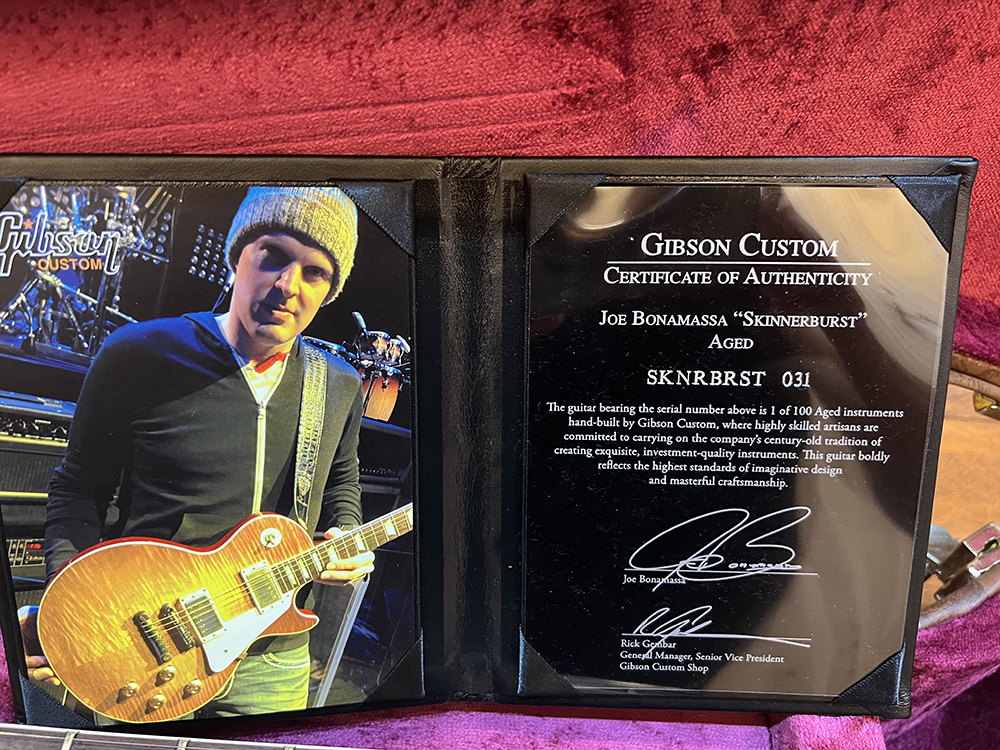 Gibson
CUSTOM
GIBSON CUSTOM
CERTIFICATE OF AUTHENTICITY
JOE BONAMASSA “SKINNERBURST”
AGED
SKNRBRST 031
The guitar bearing the serial number above is 1 of 100 Aged instruments
hand-built by Gibson Custom, where highly skilled artisans are
committed to carrying on the company's century-old tradition of
creating exquisite, investment-quality instruments. This guitar boldly
reflects the highest standards of imaginative design
and masterful craftsmanship.
Joe Bonamassa
Joe Bonamassa
Rick Gembar
General Manager, Senior Vice President
Gibson Custom Shop